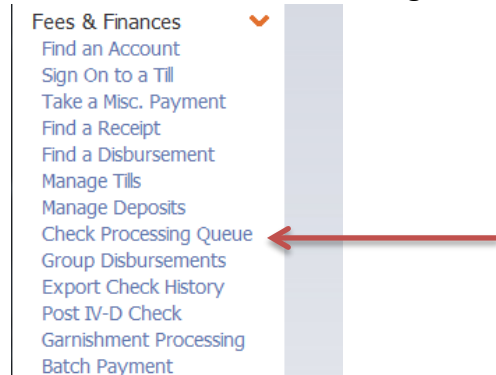 Fees & Finances
Find an Account
Sign On to a Till
Take a Misc. Payment
Find a Receipt
Find a Disbursement
Manage Tills
Manage Deposits
Check Processing Queue
Group Disbursements
Export Check History
Post IV-D Check
Garnishment Processing
Batch Payment